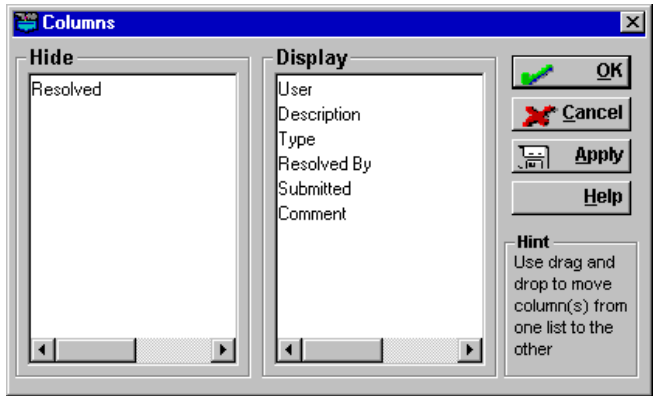 Columns
Hide
Resolved
Display
User
Description
Type
Resolved By
Submitted
Comment
OK
Cancel
Apply
Help
Hint
Use drag and
drop to move
column(s) from
one list to the
other